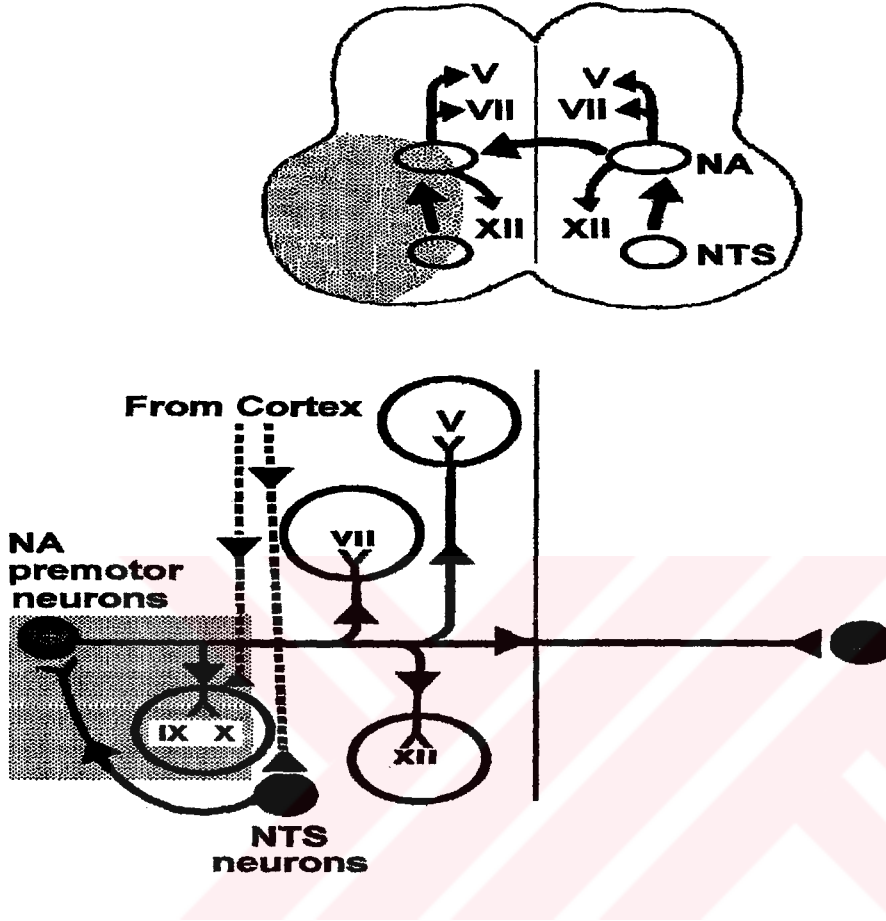 V V
VII VII
NA
XII XII
NTS
From Cortex
V
VII
NA
premotor
neurons
IX X
XII
NTS
neurons